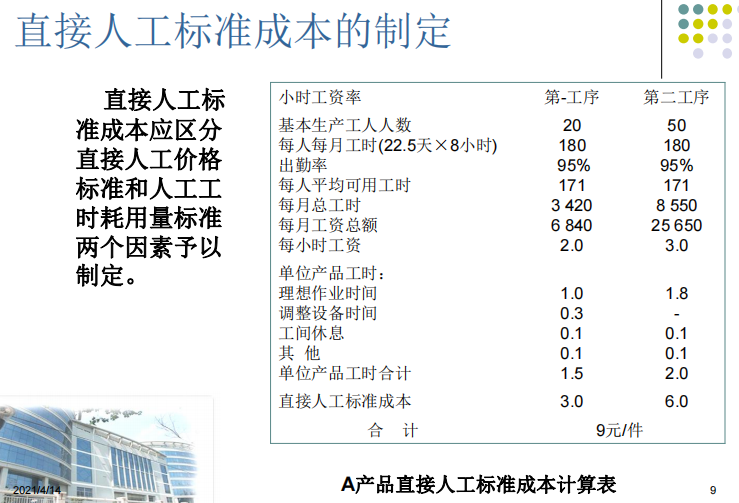 直接人工标准成本的制定
直接人工标
准成本应区分
直接人工价格
标准和人工工
时耗用量标准
两个因素予以
制定。
小时工资率 第-工序 第二工序
基本生产工人人数 20 50
每人每月工时(22.5天×8小时) 180 180
出勤率 95% 95%
每人平均可用工时 171 171
每月总工时 3 420 8 550
每月工资总额 6 840 25 650
每小时工资 2.0 3.0
单位产品工时：
理想作业时间 1.0 1.8
调整设备时间 0.3 -
工间休息 0.1 0.1
其 他 0.1 0.1
单位产品工时合计 1.5 2.0
直接人工标准成本 3.0 6.0
合 计 9元/件
A产品直接人工标准成本计算表
2021/4/14
9